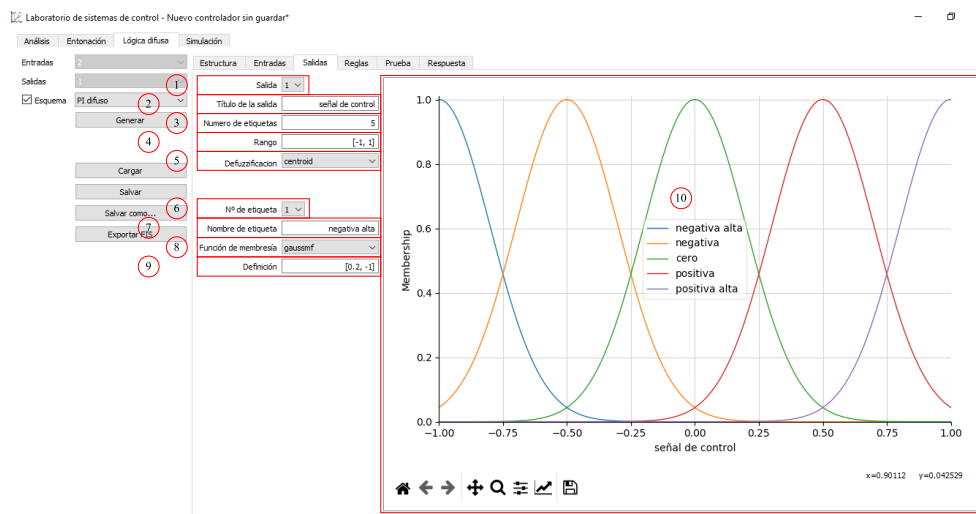 Laboratorio de sistemas de control - Nuevo controlador sin guardar*
Análisis Entonación Lógica difusa Simulación
Entradas 2
Salidas 1
Esquema PI difuso
Generar
Cargar
Salvar
Salvar como...
Exportar FIS
Estructura Entradas Salidas Reglas Prueba Respuesta
1 Salida 1
2 Título de la salida señal de control
3 Numero de etiquetas 5
4 Rango [-1, 1]
5 Defuzzificacion centroid
6 Nº de etiqueta 1
7 Nombre de etiqueta negativa alta
8 Función de membresía gaussmf
9 Definición [0.2, -1]
10
Membership
1.0
0.8
0.6
0.4
0.2
0.0
negativa alta
negativa
cero
positiva
positiva alta
−1.00 −0.75 −0.50 −0.25 0.00 0.25 0.50 0.75 1.00
señal de control
x=0.90112 y=0.042529